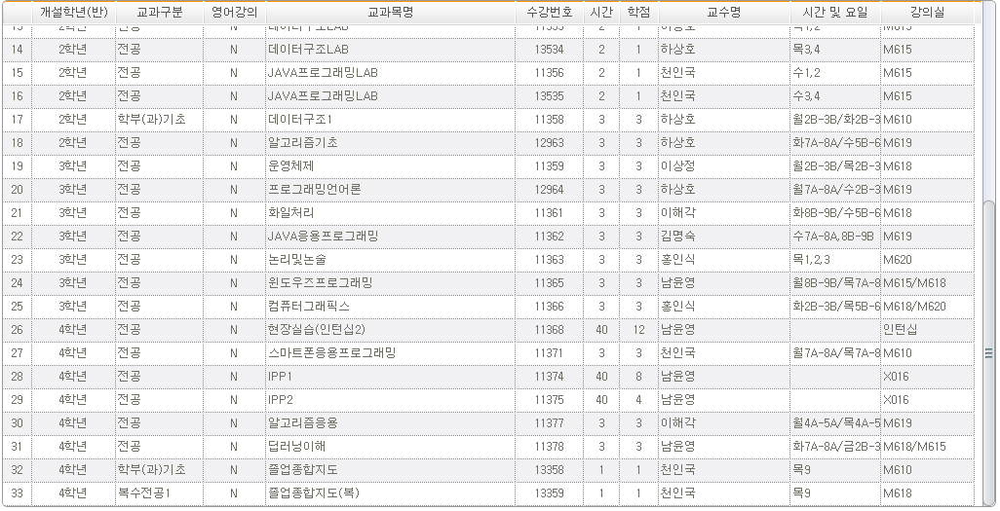 개설학년(반) 교과구분 영어강의 교과목명 수강번호 시간 학점 교수명 시간 및 요일 강의실
14 2학년 전공 N 데이터구조LAB 13534 2 1 하상호 목3,4 M615
15 2학년 전공 N JAVA프로그래밍LAB 11356 2 1 천인국 수1,2 M615
16 2학년 전공 N JAVA프로그래밍LAB 13535 2 1 천인국 수3,4 M615
17 2학년 학부(과)기초 N 데이터구조1 11358 3 3 하상호 월2B-3B/화2B-3 M610
18 2학년 전공 N 알고리즘기초 12963 3 3 하상호 화7A-8A/수5B-6 M619
19 3학년 전공 N 운영체제 11359 3 3 이상정 월2B-3B/목2B-3 M618
20 3학년 전공 N 프로그래밍언어론 12964 3 3 하상호 월7A-8A/수2B-3 M619
21 3학년 전공 N 화일처리 11361 3 3 이해각 화8B-9B/수5B-6 M618
22 3학년 전공 N JAVA응용프로그래밍 11362 3 3 김명숙 수7A-8A,8B-9B M619
23 3학년 전공 N 논리및논술 11363 3 3 홍인식 목1,2,3 M620
24 3학년 전공 N 윈도우즈프로그래밍 11365 3 3 남윤영 월8B-9B/목7A-8 M615/M618
25 3학년 전공 N 컴퓨터그래픽스 11366 3 3 홍인식 화2B-3B/목5B-6 M618/M620
26 4학년 전공 N 현장실습(인턴십2) 11368 40 12 남윤영 인턴십
27 4학년 전공 N 스마트폰응용프로그래밍 11371 3 3 천인국 월7A-8A/목7A-8 M610
28 4학년 전공 N IPP1 11374 40 8 남윤영 X016
29 4학년 전공 N IPP2 11375 40 4 남윤영 X016
30 4학년 전공 N 알고리즘응용 11377 3 3 이해각 월4A-5A/목4A-5 M619
31 4학년 전공 N 딥러닝이해 11378 3 3 남윤영 화7A-8A/금2B-3 M618/M615
32 4학년 학부(과)기초 N 졸업종합지도 13358 1 1 천인국 목9 M610
33 4학년 복수전공1 N 졸업종합지도(복) 13359 1 1 천인국 목9 M618